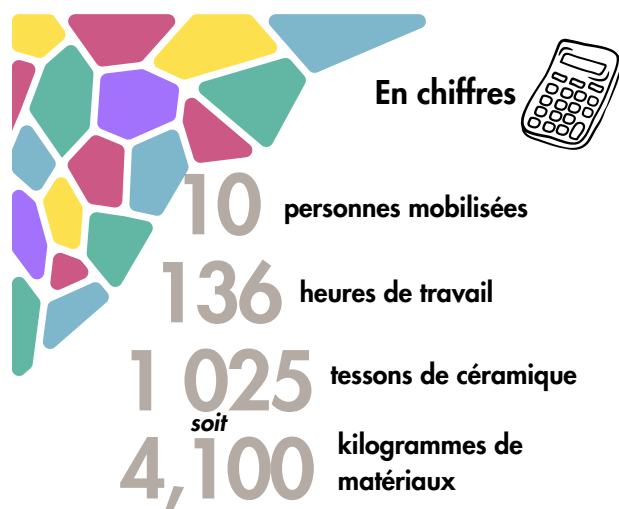 En chiffres
10 personnes mobilisées
136 heures de travail
1 025 tessons de céramique
soit
4,100 kilogrammes de
matériaux